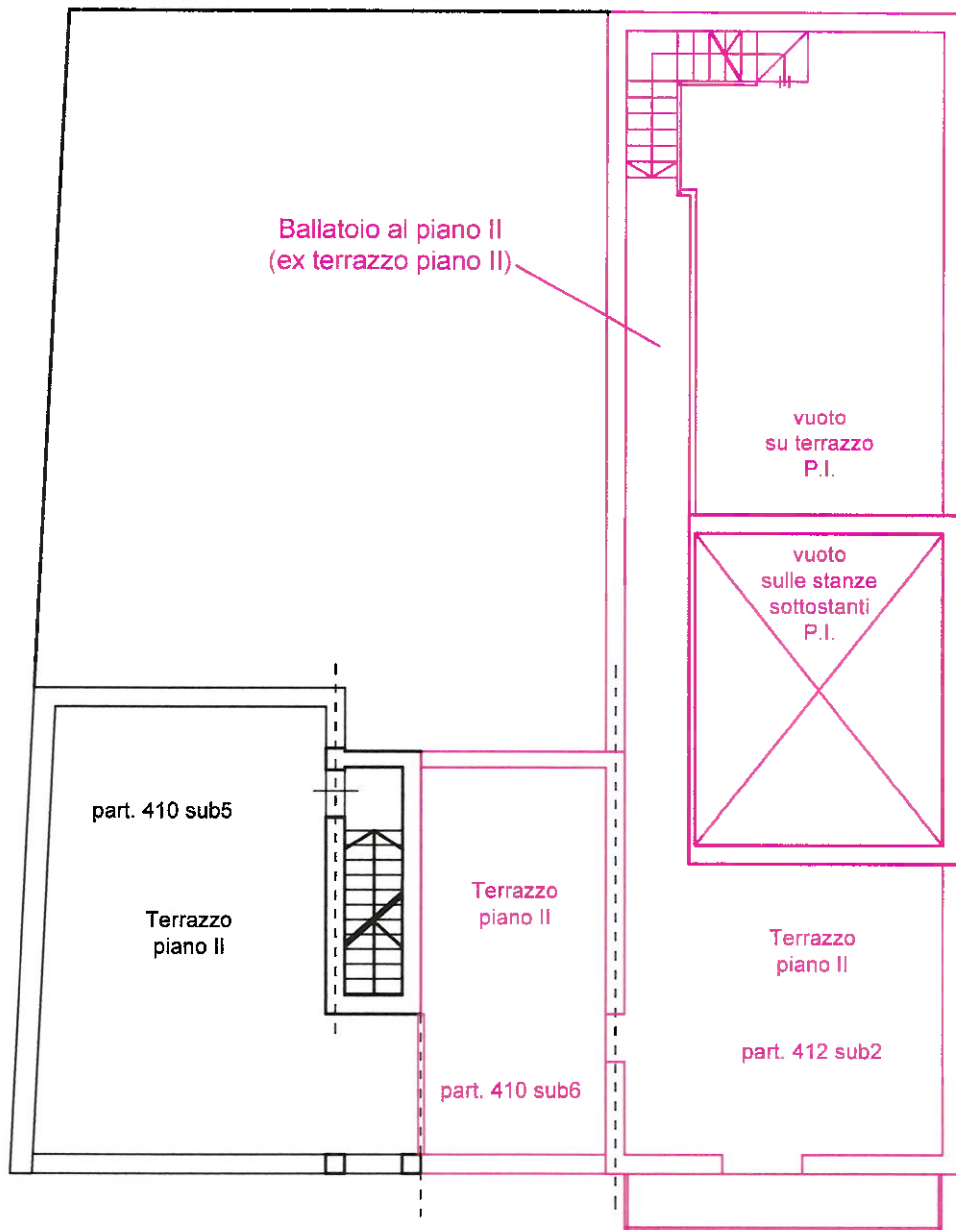 Ballatoio al piano II
(ex terrazzo piano II)
vuoto
su terrazzo
P.I.
vuoto
sulle stanze
sottostanti
P.I.
part. 410 sub5
Terrazzo
piano II
Terrazzo
piano II
Terrazzo
piano II
part. 412 sub2
part. 410 sub6